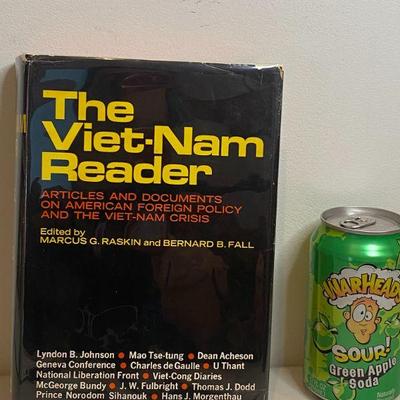 The
Viet-Nam
Reader
ARTICLES AND DOCUMENTS
ON AMERICAN FOREIGN POLICY
AND THE VIET-NAM CRISIS
Edited by
MARCUS G. RASKIN and BERNARD B. FALL
Lyndon B. Johnson • Mao Tse-tung • Dean Acheson
Geneva Conference • Charles de Gaulle • U Thant
National Liberation Front • Viet-Cong Diaries
McGeorge Bundy • J. W. Fulbright • Thomas J. Dodd
Prince Norodom Sihanouk • Hans J. Morgenthau
WARHEADS
SOUR!
Green Apple
Soda